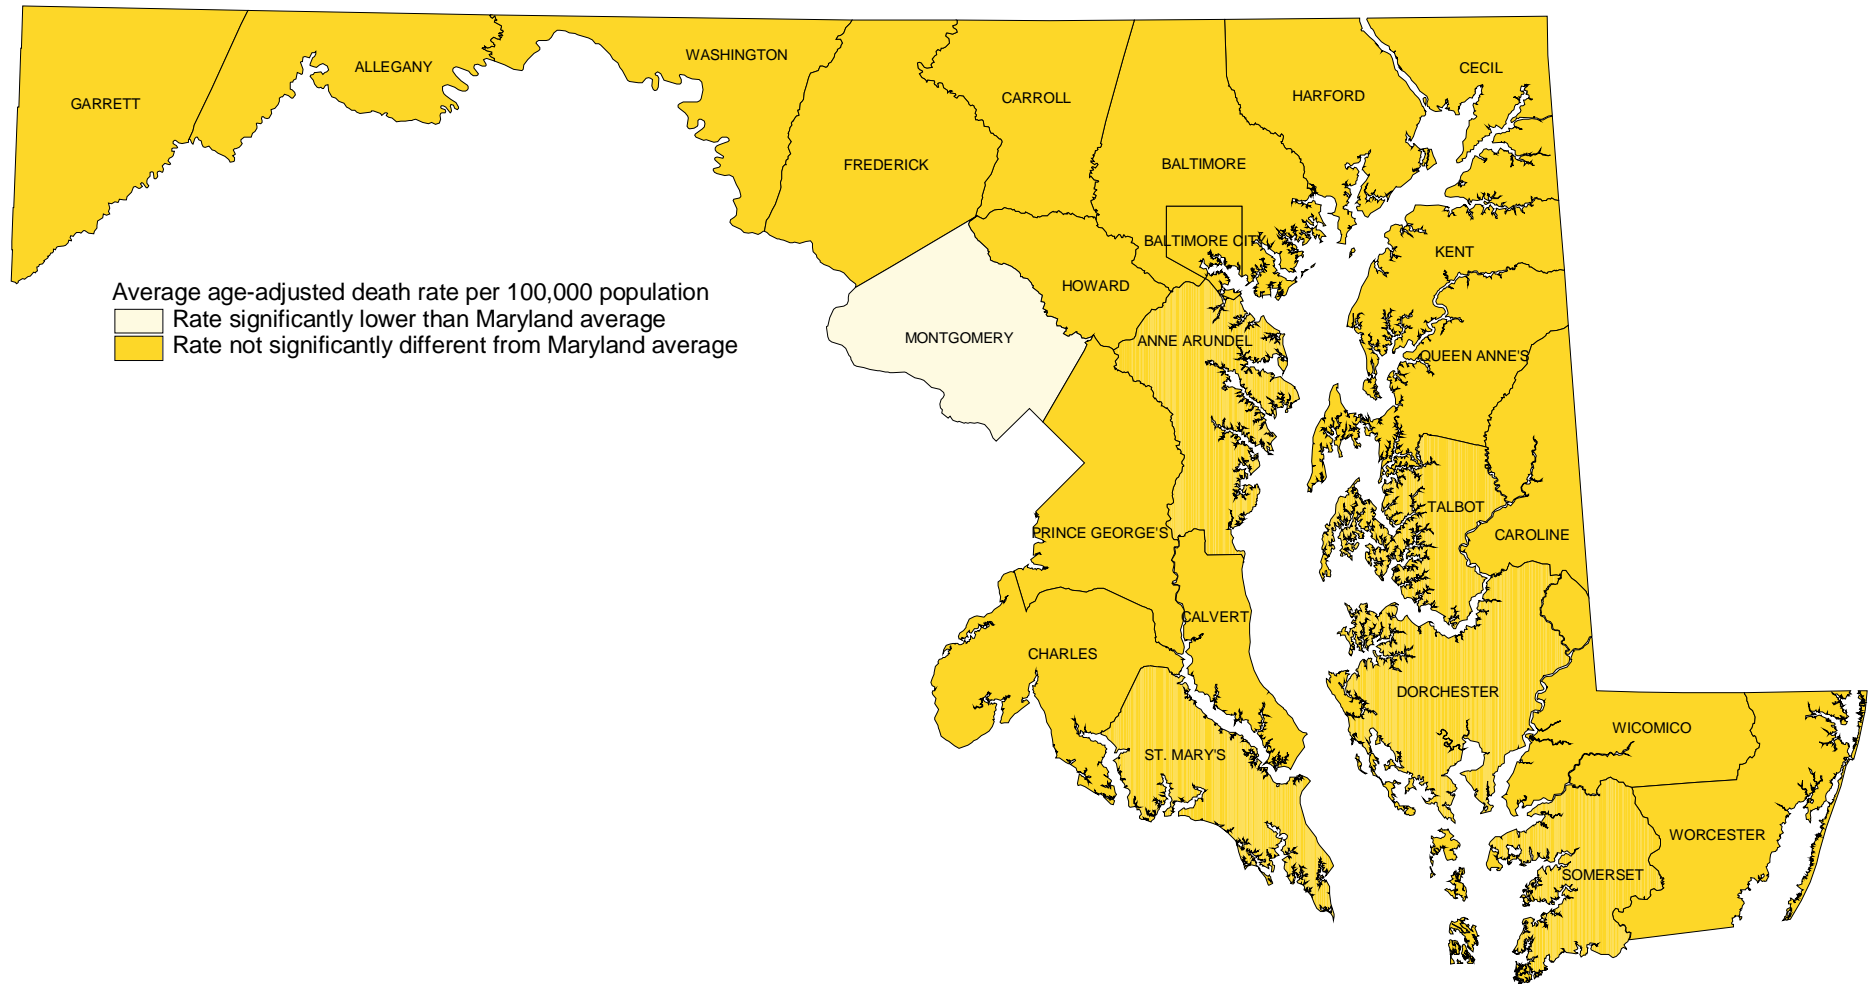 WASHINGTON
ALLEGANY
CECIL
HARFORD
CARROLL
GARRETT
FREDERICK
BALTIMORE
BALTIMORE CITY
KENT
HOWARD
Average age-adjusted death rate per 100,000 population
Rate significantly lower than Maryland average
Rate not significantly different from Maryland average
MONTGOMERY
ANNE ARUNDEL
QUEEN ANNE'S
TALBOT
PRINCE GEORGE'S
CAROLINE
CALVERT
CHARLES
DORCHESTER
WICOMICO
ST. MARY'S
WORCESTER
SOMERSET